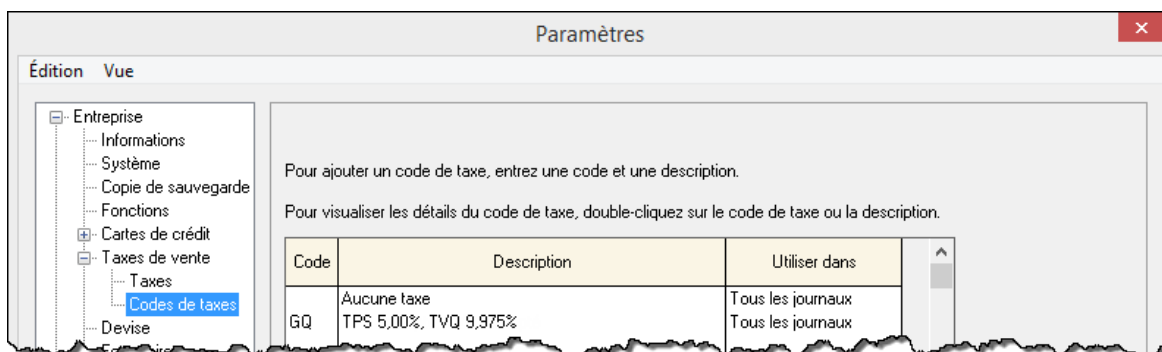 Paramètres
Édition Vue
Entreprise
Informations
Système
Copie de sauvegarde
Fonctions
Cartes de crédit
Taxes de vente
Taxes
Codes de taxes
Devise
Pour ajouter un code de taxe, entrez une code et une description.
Pour visualiser les détails du code de taxe, double-cliquez sur le code de taxe ou la description.
Code Description Utiliser dans
Aucune taxe Tous les journaux
GQ TPS 5,00%, TVQ 9,975% Tous les journaux